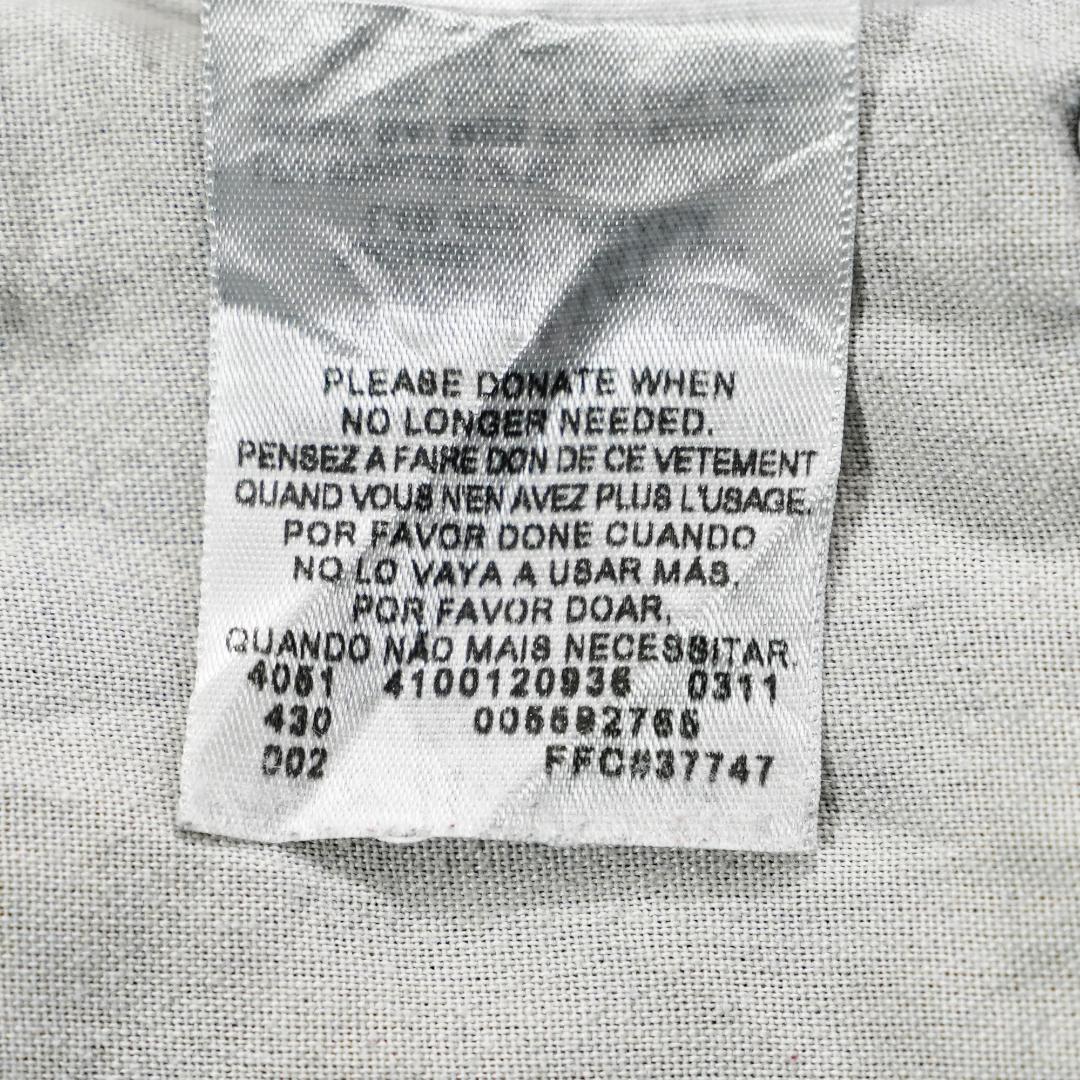 PLEASE DONATE WHEN
NO LONGER NEEDED.
PENSEZ A FAIRE DON DE CE VETEMENT
QUAND VOUS N'EN AVEZ PLUS L'USAGE.
POR FAVOR DONE CUANDO
NO LO VAYA A USAR MÁS.
POR FAVOR DOAR,
QUANDO NÃO MAIS NECESSITAR.
4051 4100120936 0311
430
002 FFC#37747